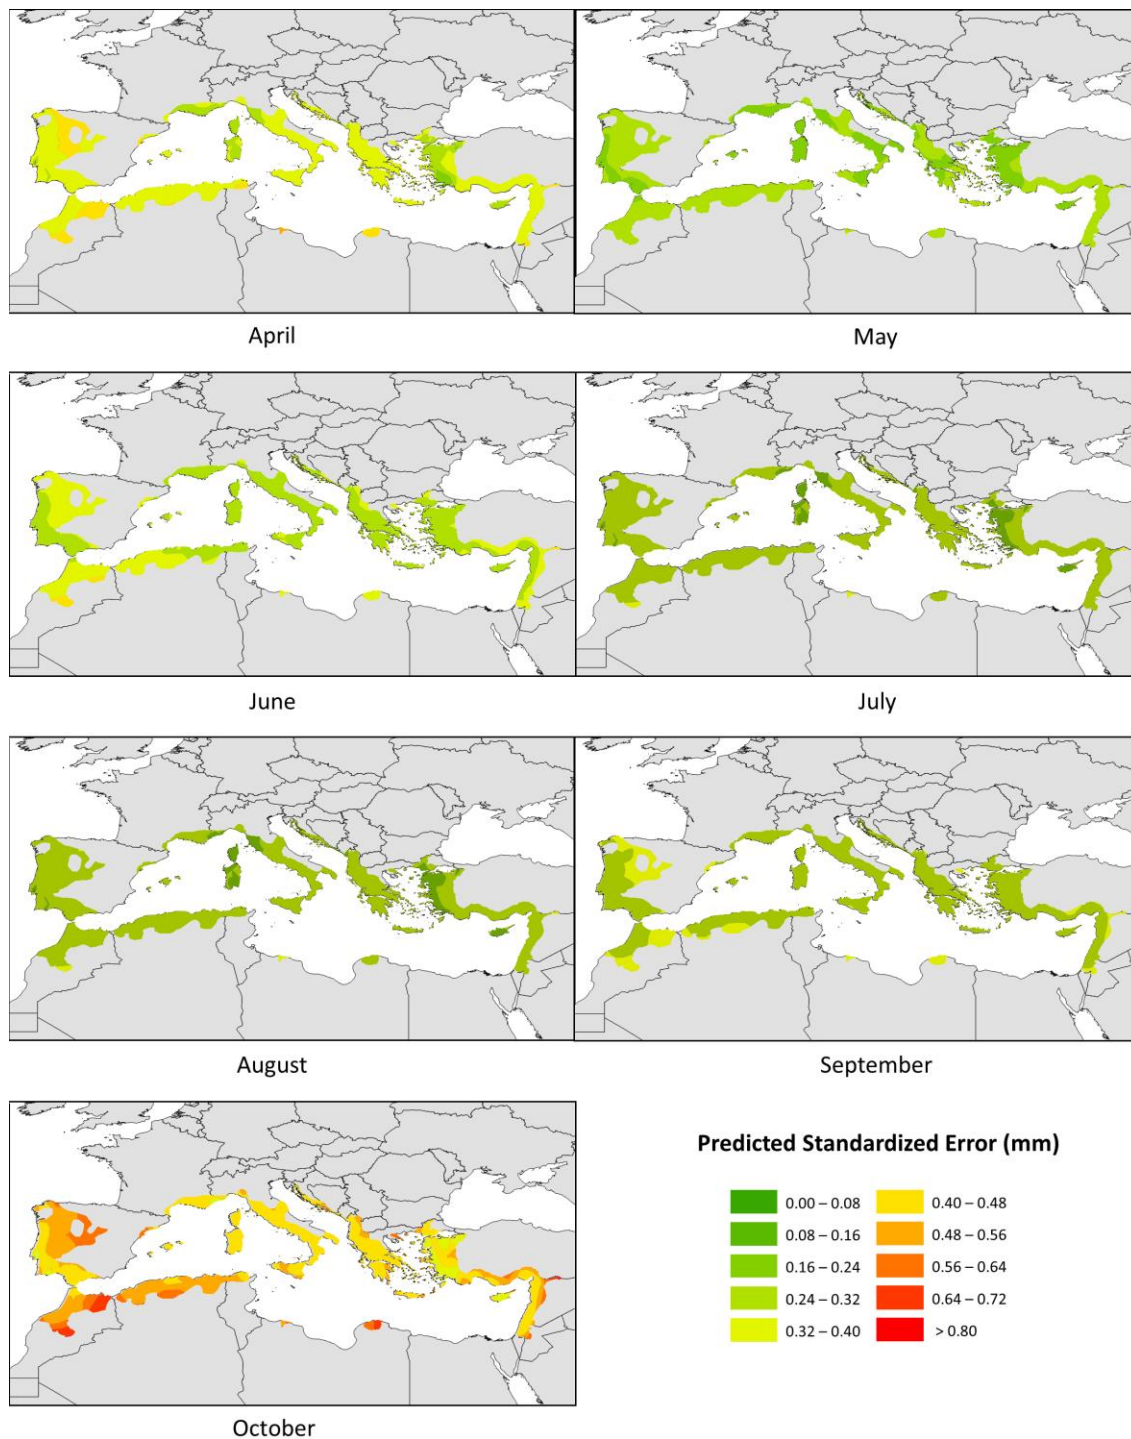 April
May
June
July
August
September
October
Predicted Standardized Error (mm)
0.00 – 0.08
0.40 – 0.48
0.08 – 0.16
0.48 – 0.56
0.16 – 0.24
0.56 – 0.64
0.24 – 0.32
0.64 – 0.72
0.32 – 0.40
> 0.80